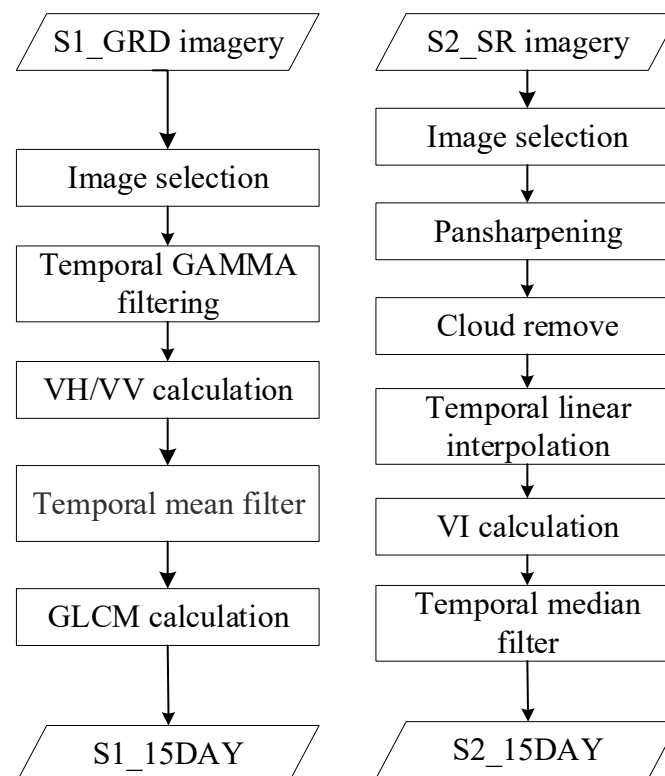 S1_GRD imagery
Image selection
Temporal GAMMA
filtering
VH/VV calculation
Temporal mean filter
GLCM calculation
S1_15DAY
S2_SR imagery
Image selection
Pansharpening
Cloud remove
Temporal linear
interpolation
VI calculation
Temporal median
filter
S2_15DAY